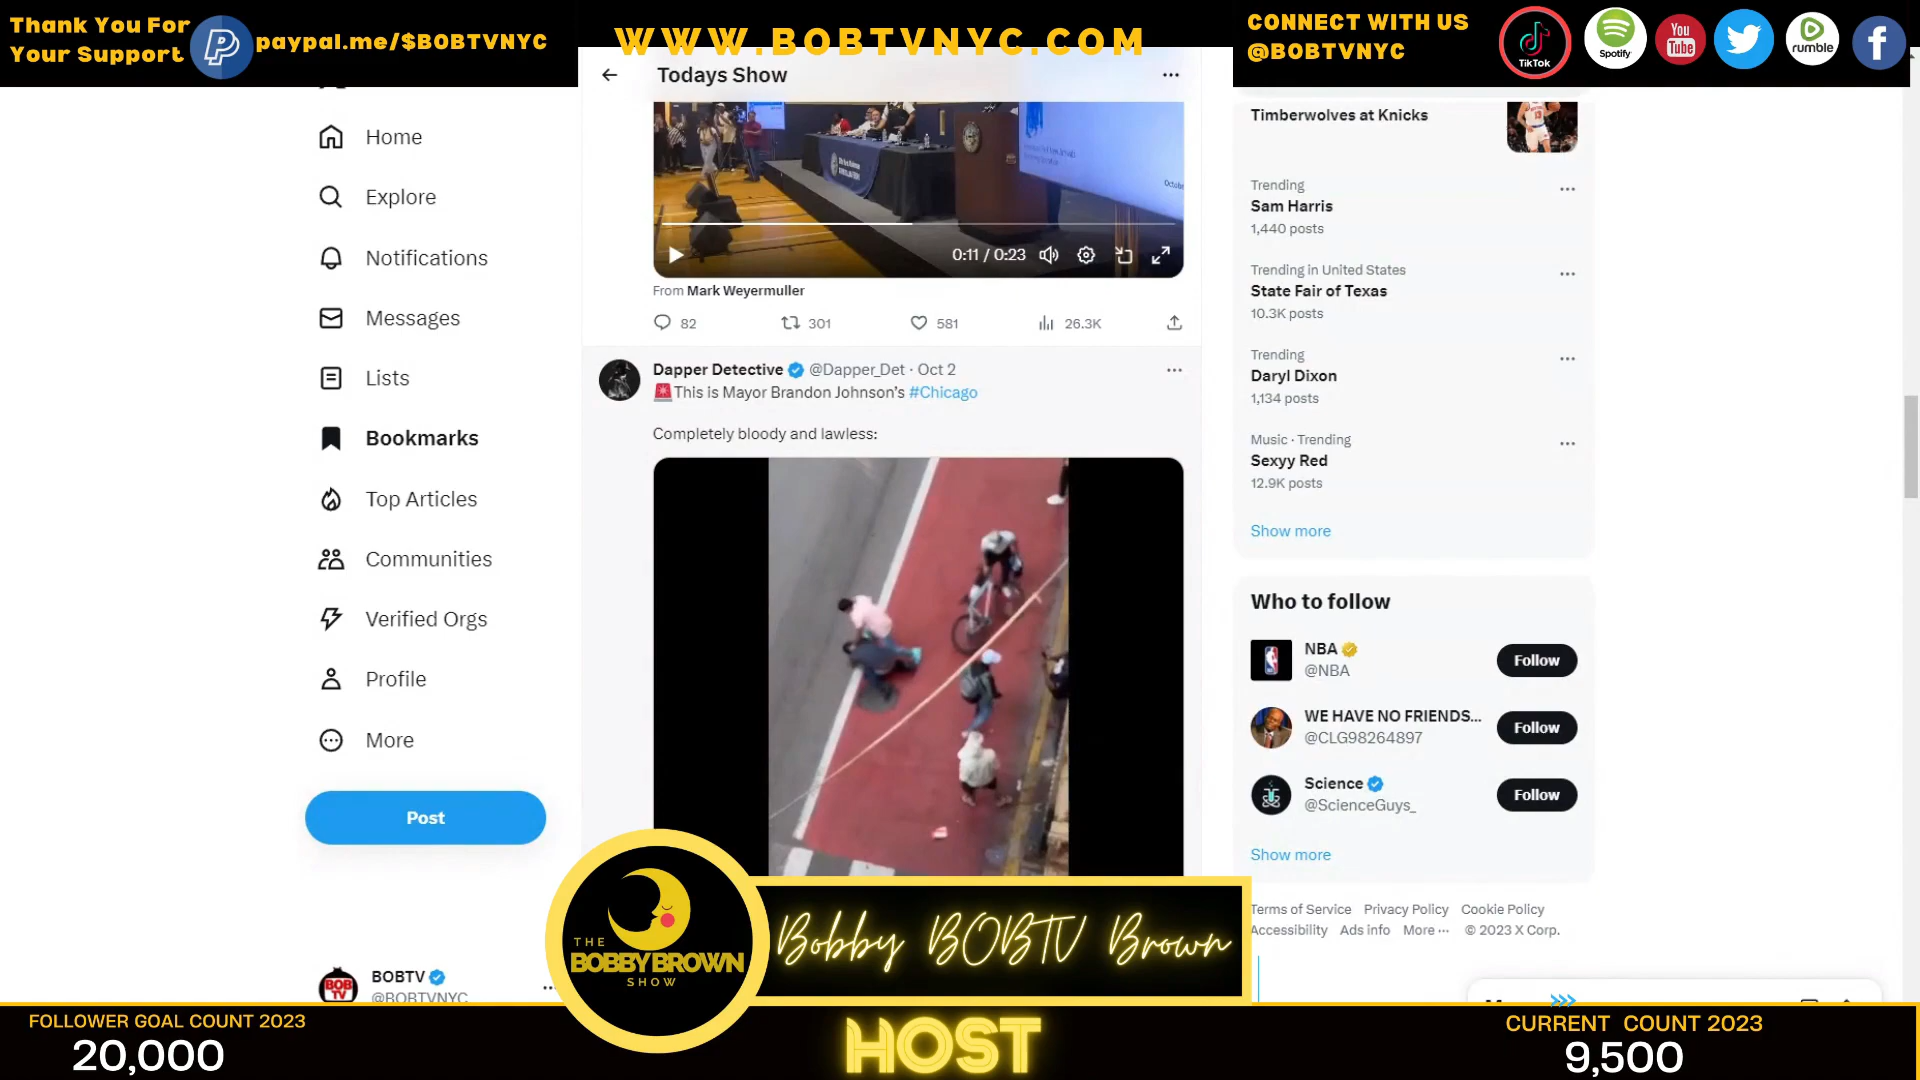 Thank You For
Your Support
paypal.me/$BOBTVNYC
WWW.BOBTVNYC.COM
CONNECT WITH US
@BOBTVNYC
TikTok
Spotify
You
Tube
rumble
Todays Show
Home
Explore
Notifications
Messages
Lists
Bookmarks
Top Articles
Communities
Verified Orgs
Profile
More
Post
BOBTV
@BOBTVNYC
0:11 / 0:23
From Mark Weyermuller
82
301
581
26.3K
Dapper Detective @Dapper_Det · Oct 2
🚨This is Mayor Brandon Johnson's #Chicago
Completely bloody and lawless:
Timberwolves at Knicks
Trending
Sam Harris
1,440 posts
Trending in United States
State Fair of Texas
10.3K posts
Trending
Daryl Dixon
1,134 posts
Music · Trending
Sexyy Red
12.9K posts
Show more
Who to follow
NBA
@NBA
Follow
WE HAVE NO FRIENDS...
@CLG98264897
Follow
Science
@ScienceGuys_
Follow
Show more
Terms of Service Privacy Policy Cookie Policy
Accessibility Ads info More ··· © 2023 X Corp.
THE
BOBBY BROWN
SHOW
Bobby BOBTV Brown
HOST
FOLLOWER GOAL COUNT 2023
20,000
CURRENT COUNT 2023
9,500